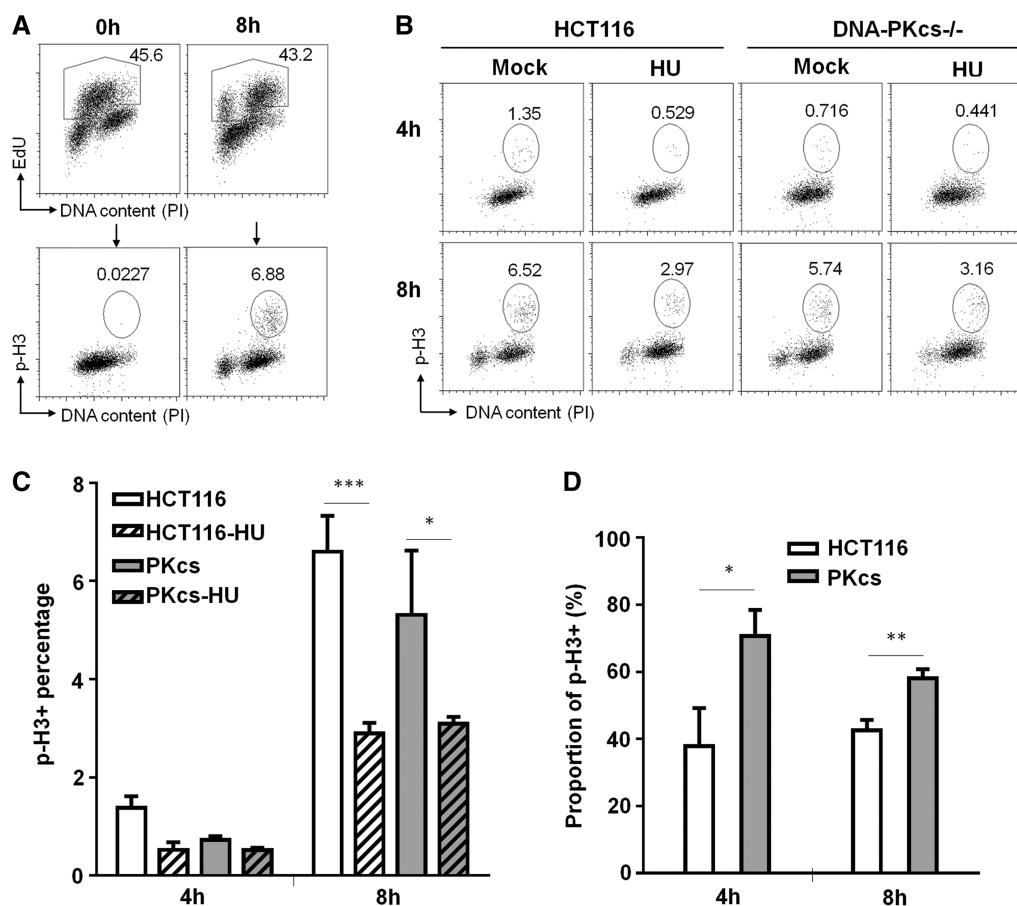 A
0h
8h
45.6
43.2
EdU
DNA content (PI)
0.0227
6.88
p-H3
DNA content (PI)
B
HCT116
DNA-PKcs-/-
Mock
HU
Mock
HU
4h
1.35
0.529
0.716
0.441
8h
6.52
2.97
5.74
3.16
p-H3
DNA content (PI)
C
p-H3+ percentage
8
6
4
2
0
HCT116
HCT116-HU
PKcs
PKcs-HU
***
*
4h
8h
D
Proportion of p-H3+ (%)
100
80
60
40
20
0
HCT116
PKcs
*
**
4h
8h